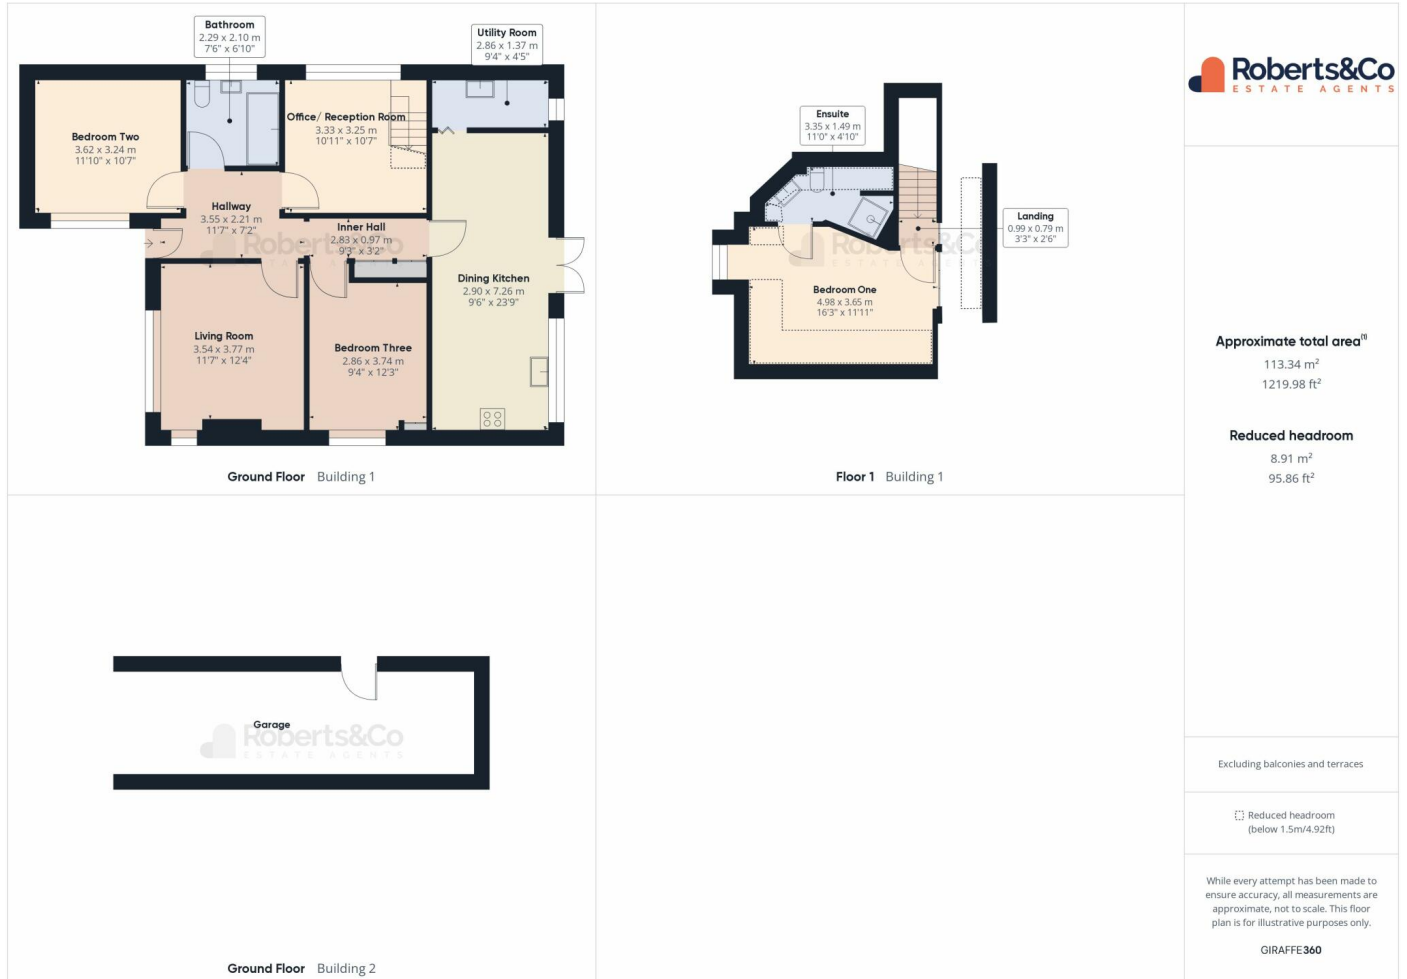 Bathroom
2.29 x 2.10 m
7'6" x 6'10"
Utility Room
2.86 x 1.37 m
9'4" x 4'5"
Bedroom Two
3.62 x 3.24 m
11'10" x 10'7"
Office/ Reception Room
3.33 x 3.25 m
10'11" x 10'7"
Hallway
3.55 x 2.21 m
11'7" x 7'2"
Inner Hall
2.83 x 0.97 m
9'3" x 3'2"
Dining Kitchen
2.90 x 7.26 m
9'6" x 23'9"
Living Room
3.54 x 3.77 m
11'7" x 12'4"
Bedroom Three
2.86 x 3.74 m
9'4" x 12'3"
Roberts&Co
ESTATE AGENTS
Ground Floor Building 1
Ensuite
3.35 x 1.49 m
11'0" x 4'10"
Landing
0.99 x 0.79 m
3'3" x 2'6"
Bedroom One
4.98 x 3.65 m
16'3" x 11'11"
Roberts&Co
ESTATE AGENTS
Floor 1 Building 1
Garage
Roberts&Co
ESTATE AGENTS
Ground Floor Building 2
Roberts&Co
ESTATE AGENTS
Approximate total area(1)
113.34 m²
1219.98 ft²
Reduced headroom
8.91 m²
95.86 ft²
Excluding balconies and terraces
Reduced headroom
(below 1.5m/4.92ft)
While every attempt has been made to
ensure accuracy, all measurements are
approximate, not to scale. This floor
plan is for illustrative purposes only.
GIRAFFE360